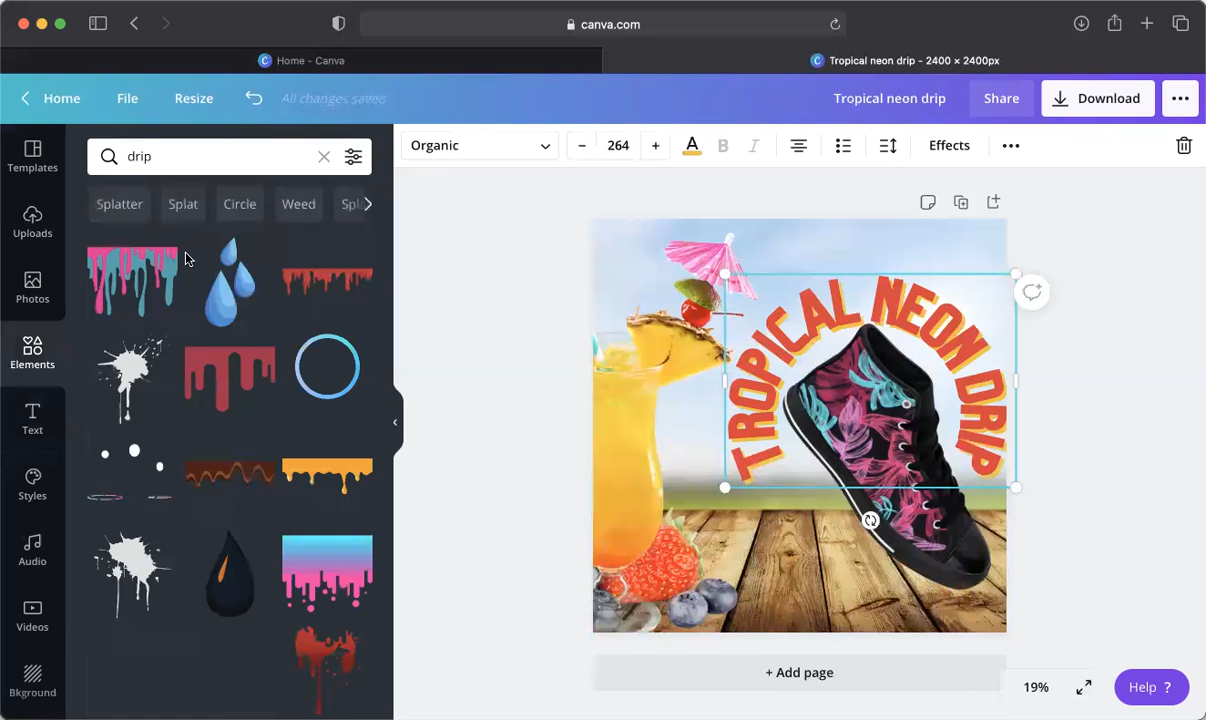 canva.com
Home - Canva
Tropical neon drip - 2400 × 2400px
Home
File
Resize
All changes saved
Tropical neon drip
Share
Download
Templates
Uploads
Photos
Elements
Text
Styles
Audio
Videos
Bkground
drip
Splatter
Splat
Circle
Weed
Spl
Organic
264
A
B
I
Effects
TROPICAL NEON DRIP
+ Add page
19%
Help ?